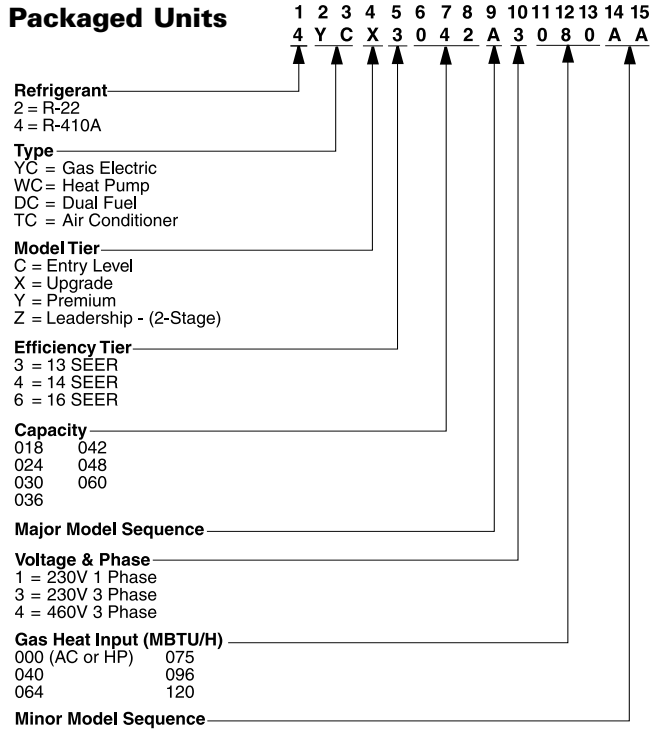 Packaged Units
1 2 3 4 5 6 7 8 9 10 11 12 13 14 15
4 Y C X 3 0 4 2 A 3 0 8 0 A A
Refrigerant
2 = R-22
4 = R-410A
Type
YC = Gas Electric
WC = Heat Pump
DC = Dual Fuel
TC = Air Conditioner
Model Tier
C = Entry Level
X = Upgrade
Y = Premium
Z = Leadership - (2-Stage)
Efficiency Tier
3 = 13 SEER
4 = 14 SEER
6 = 16 SEER
Capacity
018 042
024 048
030 060
036
Major Model Sequence
Voltage & Phase
1 = 230V 1 Phase
3 = 230V 3 Phase
4 = 460V 3 Phase
Gas Heat Input (MBTU/H)
000 (AC or HP) 075
040 096
064 120
Minor Model Sequence